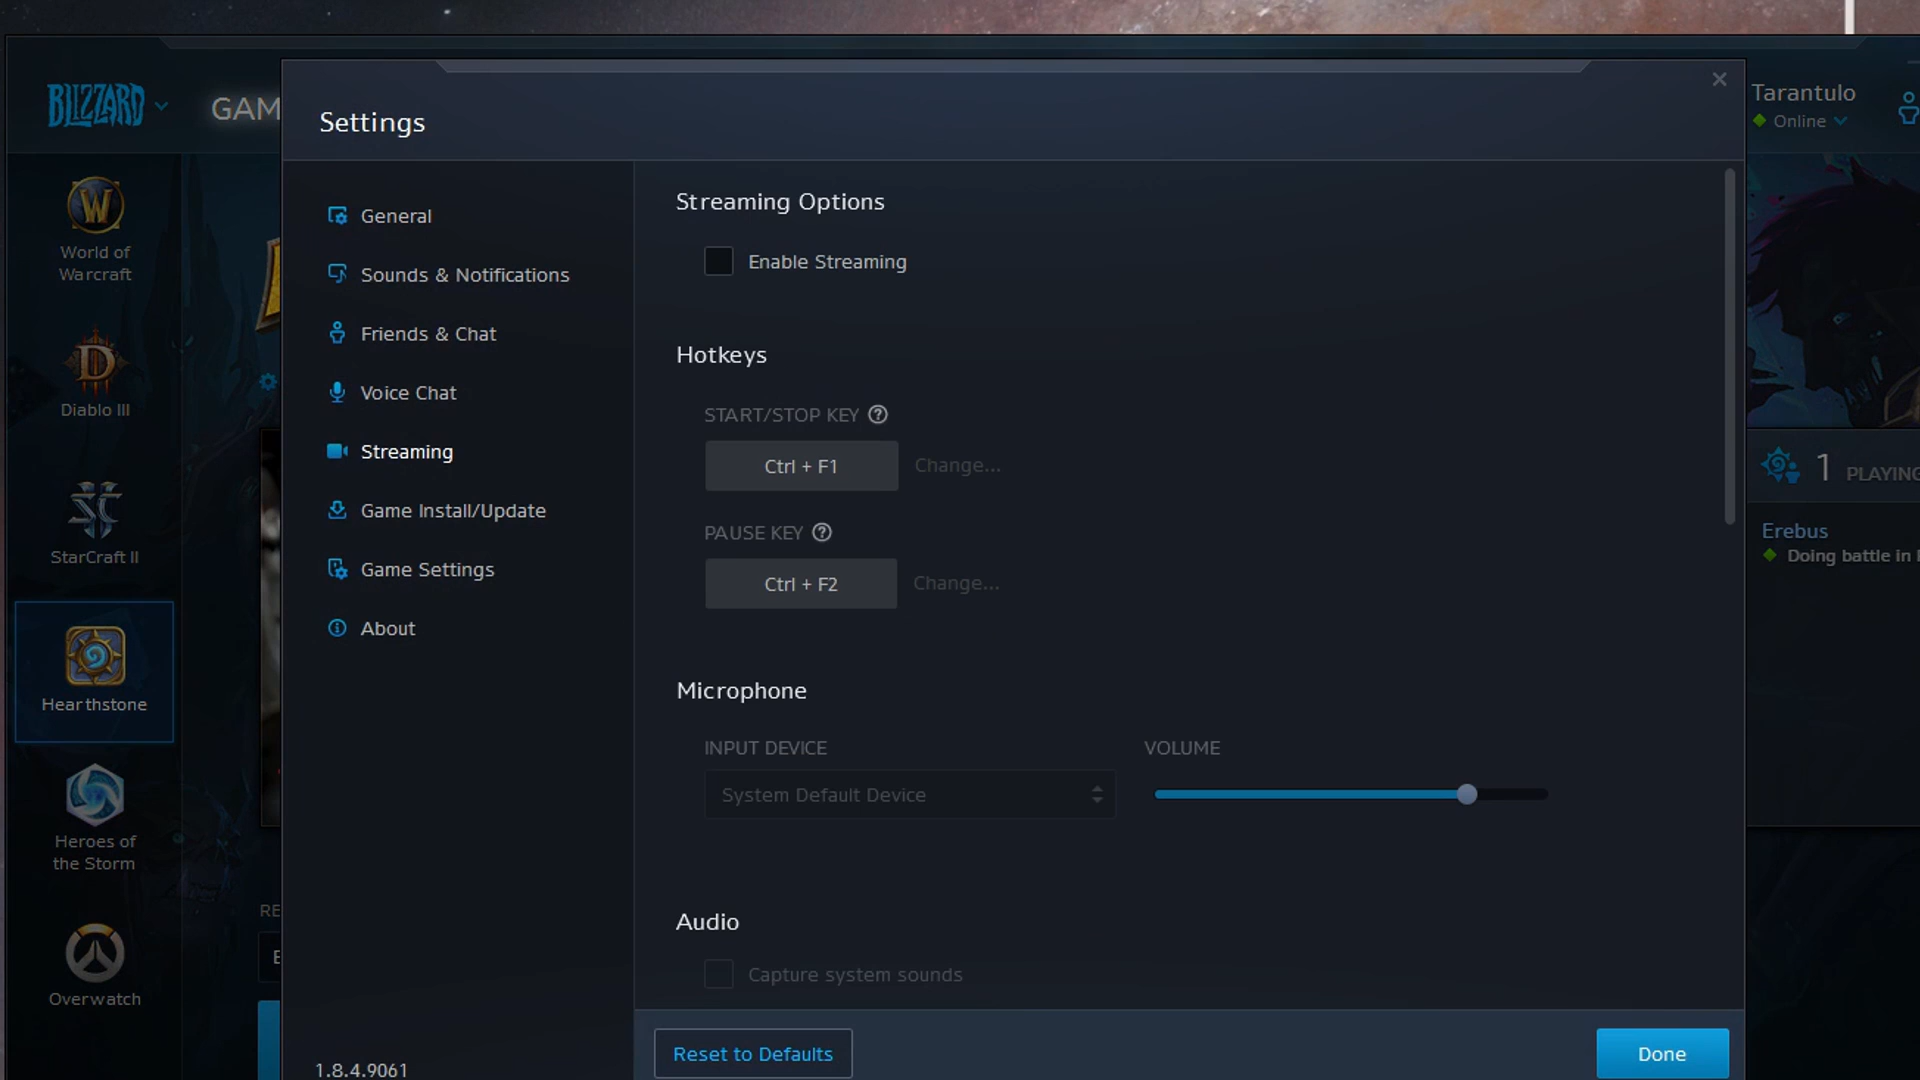 BLIZZARD
GAM
Tarantulo
Online
Settings
World of
Warcraft
Diablo III
StarCraft II
Hearthstone
Heroes of
the Storm
Overwatch
General
Sounds & Notifications
Friends & Chat
Voice Chat
Streaming
Game Install/Update
Game Settings
About
1.8.4.9061
Streaming Options
Enable Streaming
Hotkeys
START/STOP KEY ?
Ctrl + F1 Change...
PAUSE KEY ?
Ctrl + F2 Change...
Microphone
INPUT DEVICE VOLUME
System Default Device
Audio
Capture system sounds
Reset to Defaults
Done
1 PLAYING
Erebus
Doing battle in
RE
E